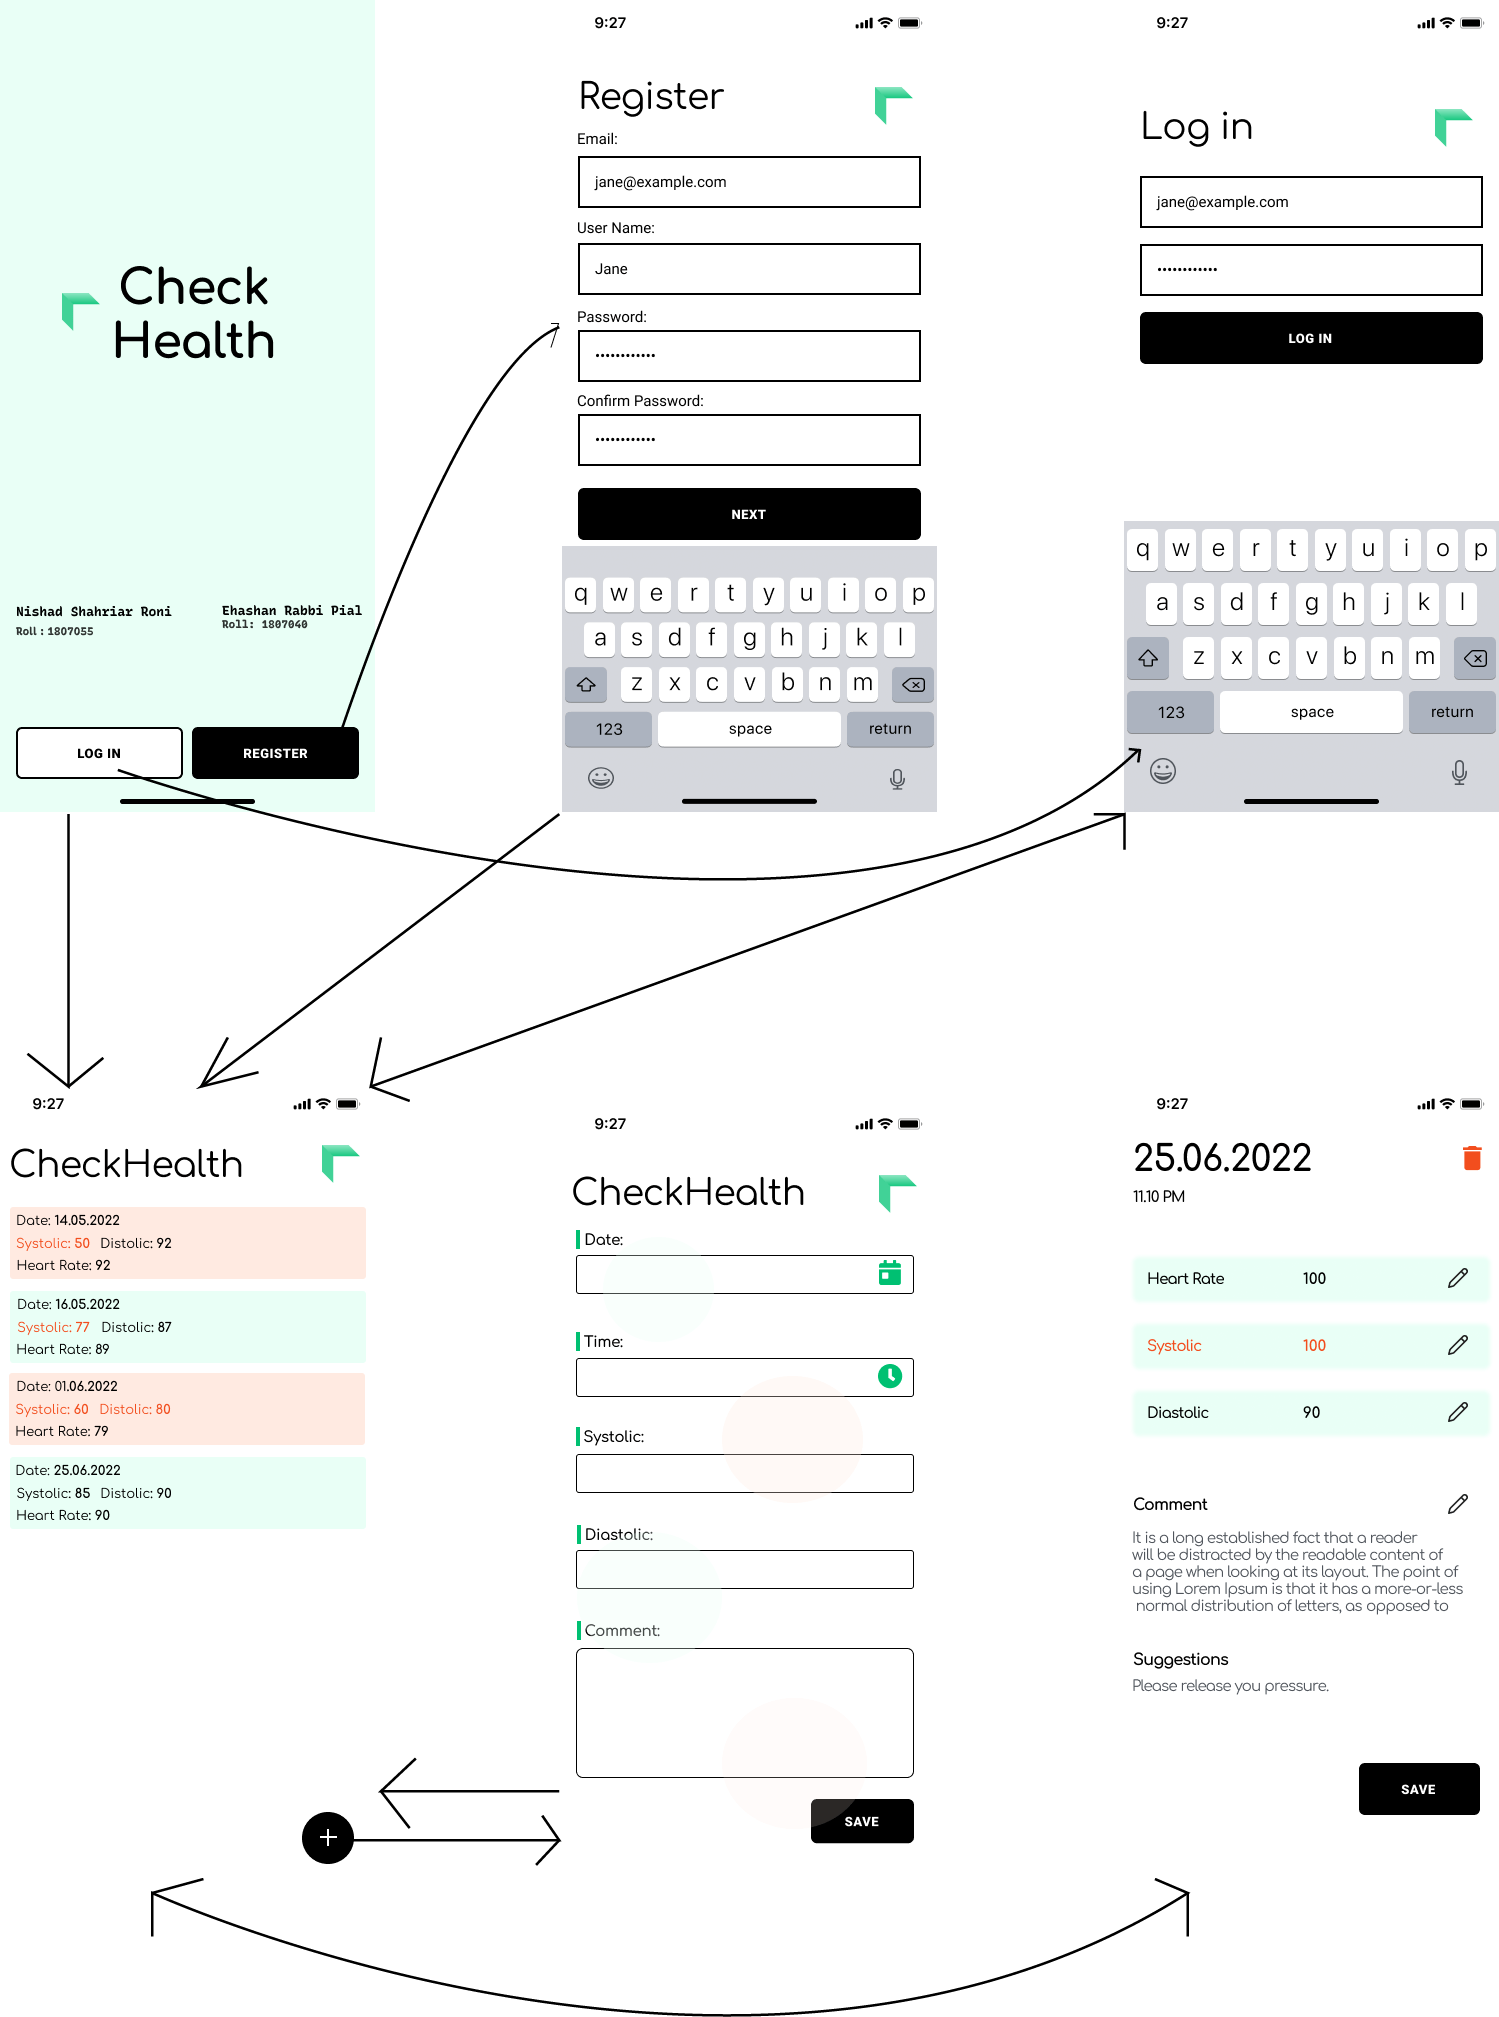 Check
Health
Nishad Shahriar Roni
Roll : 1807055
Ehashan Rabbi Pial
Roll: 1807040
LOG IN
REGISTER
9:27
Register
Email:
jane@example.com
User Name:
Jane
Password:
••••••••••••
Confirm Password:
••••••••••••
NEXT
q w e r t y u i o p
a s d f g h j k l
z x c v b n m
123 space return
9:27
Log in
jane@example.com
••••••••••••
LOG IN
q w e r t y u i o p
a s d f g h j k l
z x c v b n m
123 space return
9:27
CheckHealth
Date: 14.05.2022
Systolic: 50 Distolic: 92
Heart Rate: 92
Date: 16.05.2022
Systolic: 77 Distolic: 87
Heart Rate: 89
Date: 01.06.2022
Systolic: 60 Distolic: 80
Heart Rate: 79
Date: 25.06.2022
Systolic: 85 Distolic: 90
Heart Rate: 90
+
9:27
CheckHealth
Date:
Time:
Systolic:
Diastolic:
Comment:
SAVE
9:27
25.06.2022
11.10 PM
Heart Rate 100
Systolic 100
Diastolic 90
Comment
It is a long established fact that a reader
will be distracted by the readable content of
a page when looking at its layout. The point of
using Lorem Ipsum is that it has a more-or-less
normal distribution of letters, as opposed to
Suggestions
Please release you pressure.
SAVE